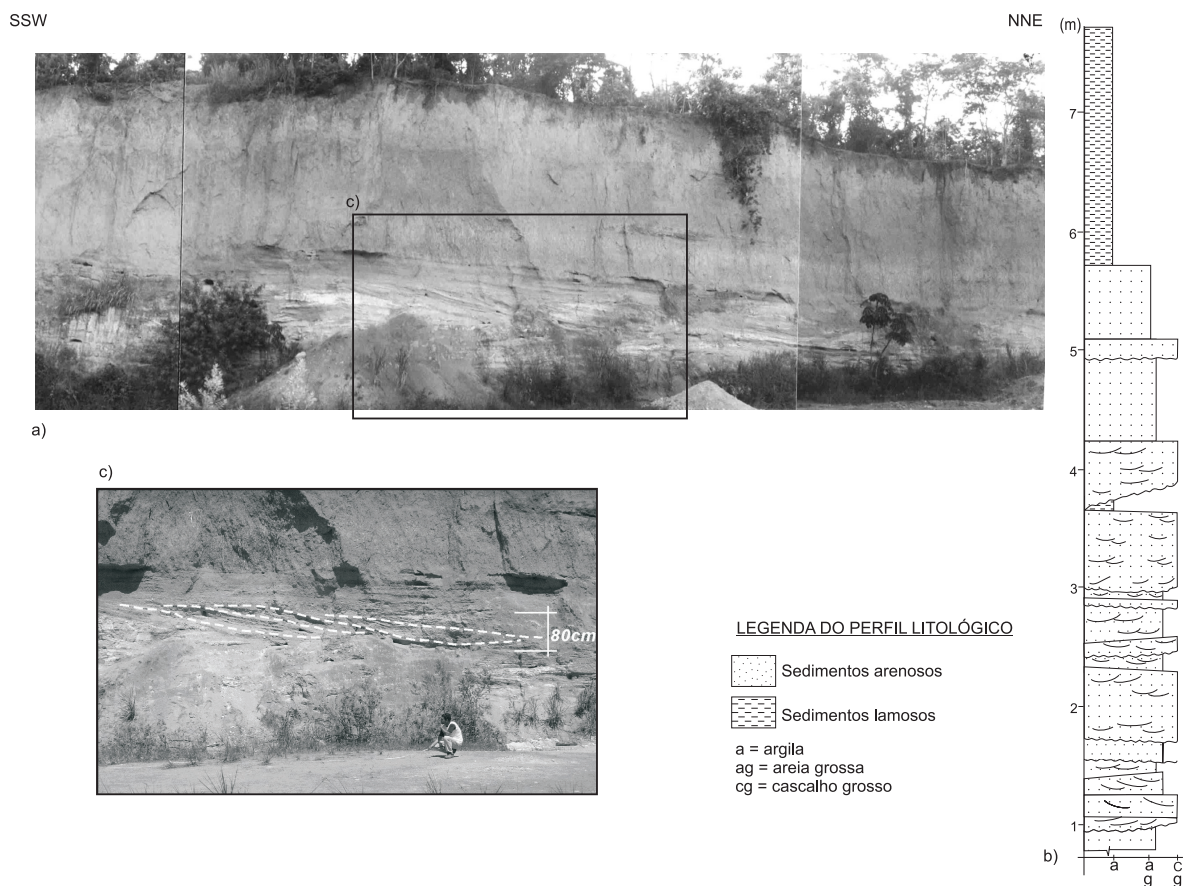 SSW
NNE
(m)
c)
7
6
5
4
3
2
1
a)
c)
80cm
LEGENDA DO PERFIL LITOLÓGICO
Sedimentos arenosos
Sedimentos lamosos
a = argila
ag = areia grossa
cg = cascalho grosso
b)
a
a
g
c
g